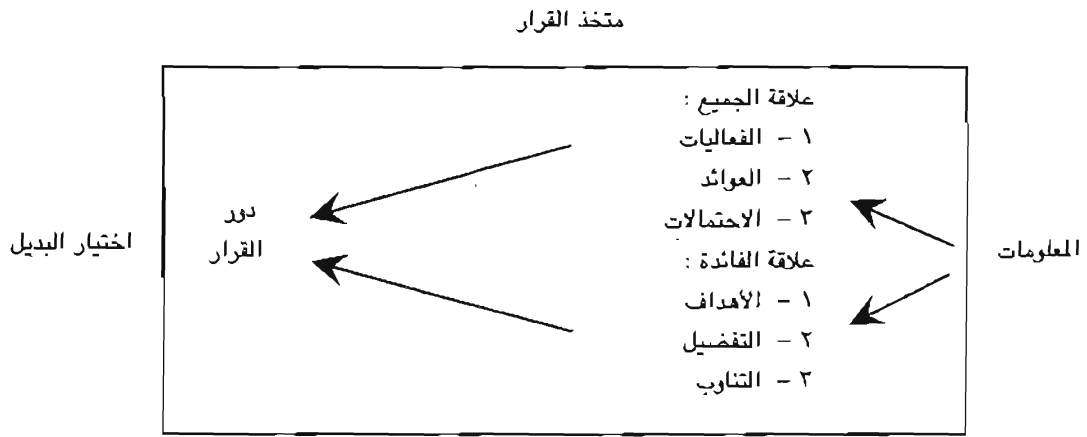 متخذ القرار
علاقة الجميع :
١ - الفعاليات
٢ - العوائد
٣ - الاحتمالات
علاقة الفائدة :
١ - الأهداف
٢ - التفضيل
٣ - التناوب
المعلومات
دور
القرار
اختيار البديل